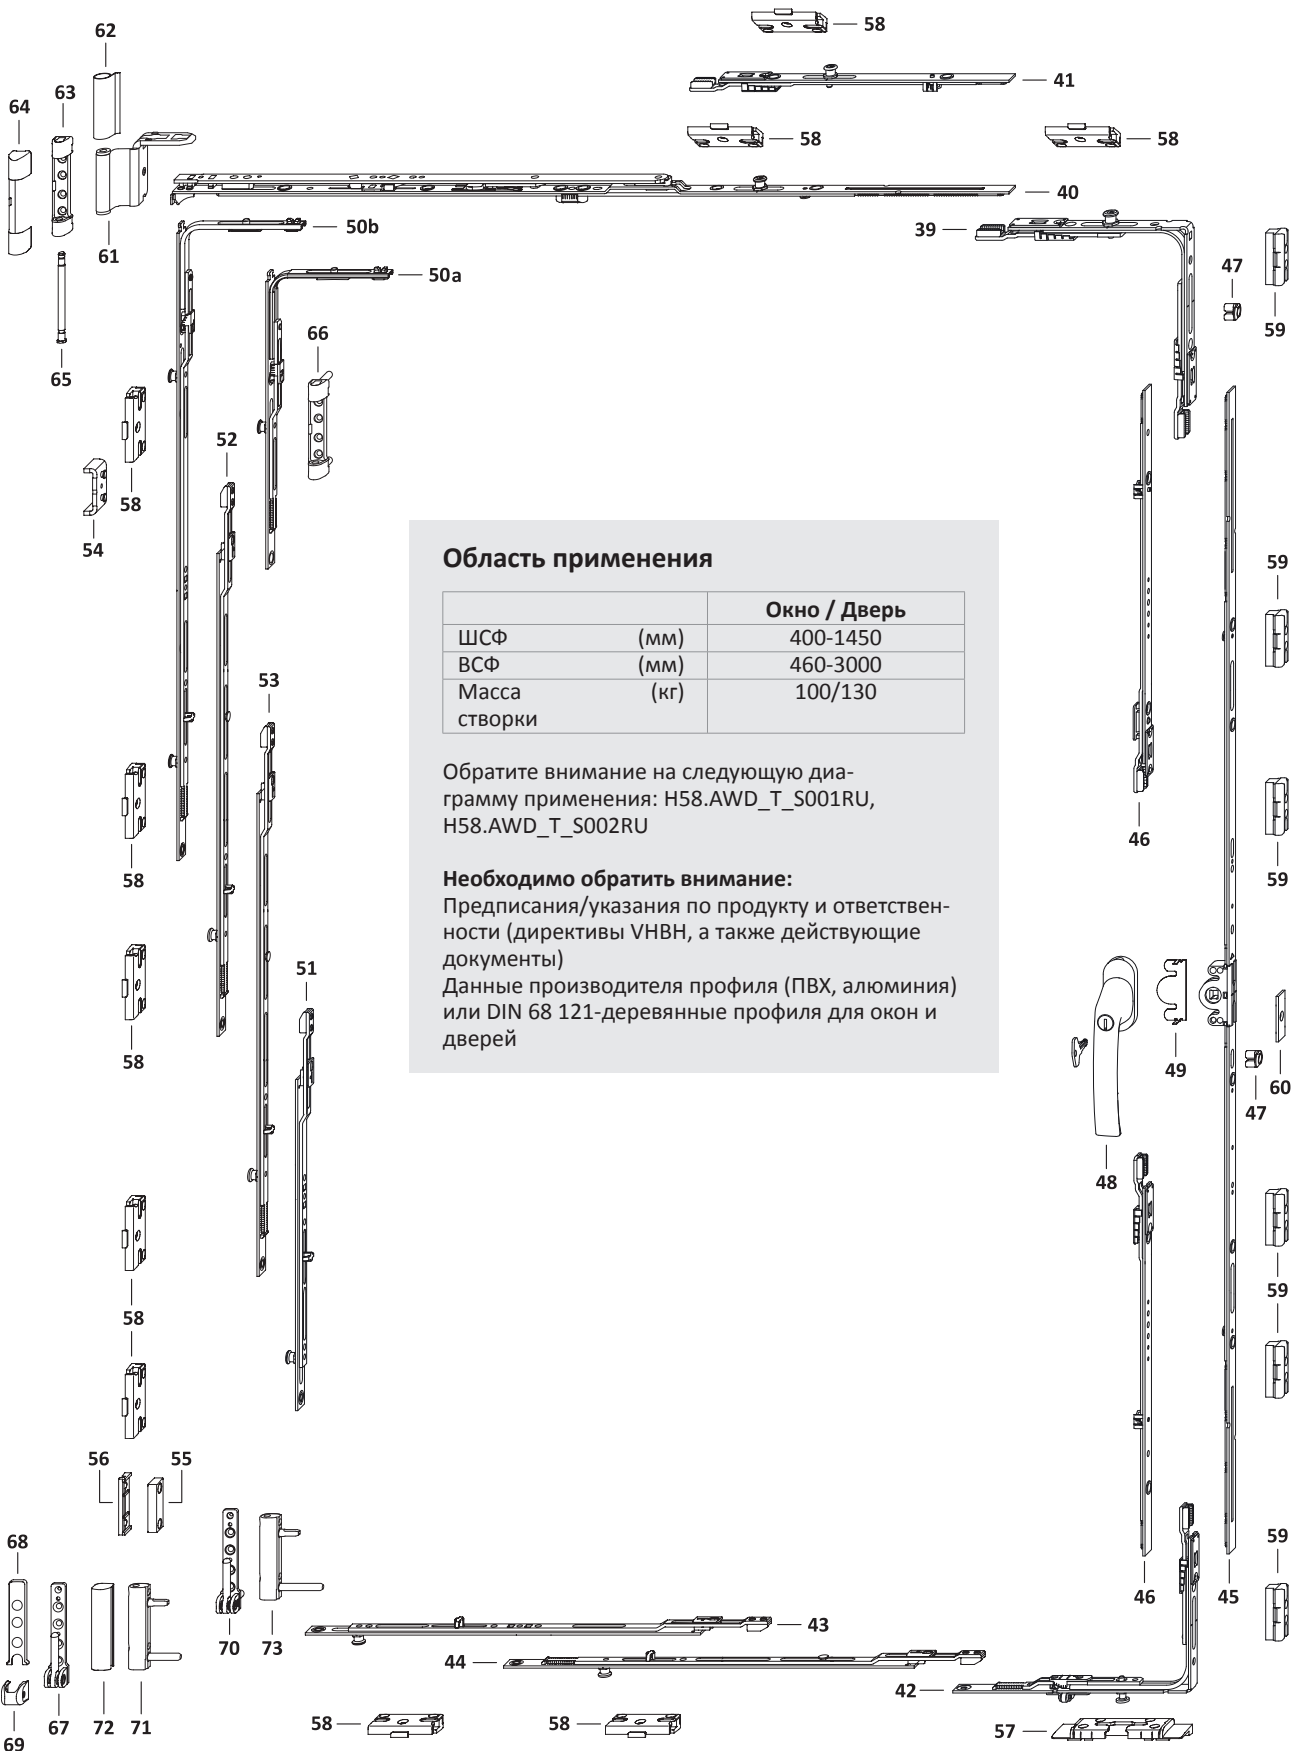 62
58
64
63
41
58
58
40
61
50b
39
50a
47
59
65
66
52
58
54
59
Область применения
Окно / Дверь
ШСФ (мм) 400-1450
ВСФ (мм) 460-3000
Масса (кг) 100/130
створки
53
Обратите внимание на следующую диа-
грамму применения: H58.AWD_T_S001RU,
H58.AWD_T_S002RU
46
58
59
Необходимо обратить внимание:
Предписания/указания по продукту и ответствен-
ности (директивы VHBH, а также действующие
документы)
Данные производителя профиля (ПВХ, алюминия)
или DIN 68 121-деревянные профиля для окон и
дверей
51
58
49
60
47
48
58
59
56
55
68
59
46
45
43
70
73
44
42
58
58
57
69
67
72
71